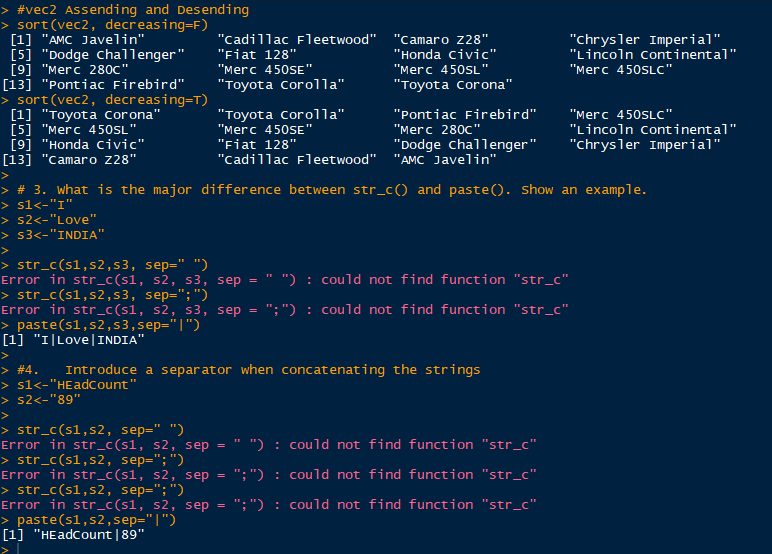 > #vec2 Assending and Desending
> sort(vec2, decreasing=F)
 [1] "AMC Javelin"         "Cadillac Fleetwood"  "Camaro Z28"          "Chrysler Imperial"
 [5] "Dodge Challenger"    "Fiat 128"            "Honda Civic"         "Lincoln Continental"
 [9] "Merc 280C"           "Merc 450SE"          "Merc 450SL"          "Merc 450SLC"
[13] "Pontiac Firebird"    "Toyota Corolla"      "Toyota Corona"
> sort(vec2, decreasing=T)
 [1] "Toyota Corona"       "Toyota Corolla"      "Pontiac Firebird"    "Merc 450SLC"
 [5] "Merc 450SL"          "Merc 450SE"          "Merc 280C"           "Lincoln Continental"
 [9] "Honda Civic"         "Fiat 128"            "Dodge Challenger"    "Chrysler Imperial"
[13] "Camaro Z28"          "Cadillac Fleetwood"  "AMC Javelin"
>
> # 3. What is the major difference between str_c() and paste(). Show an example.
> s1<-"I"
> s2<-"Love"
> s3<-"INDIA"
>
> str_c(s1,s2,s3, sep=" ")
Error in str_c(s1, s2, s3, sep = " ") : could not find function "str_c"
> str_c(s1,s2,s3, sep=";")
Error in str_c(s1, s2, s3, sep = ";") : could not find function "str_c"
> paste(s1,s2,s3,sep="|")
[1] "I|Love|INDIA"
>
> #4.   Introduce a separator when concatenating the strings
> s1<-"HEadCount"
> s2<-"89"
>
> str_c(s1,s2, sep=" ")
Error in str_c(s1, s2, sep = " ") : could not find function "str_c"
> str_c(s1,s2, sep=";")
Error in str_c(s1, s2, sep = ";") : could not find function "str_c"
> str_c(s1,s2, sep=";")
Error in str_c(s1, s2, sep = ";") : could not find function "str_c"
> paste(s1,s2,sep="|")
[1] "HEadCount|89"
>